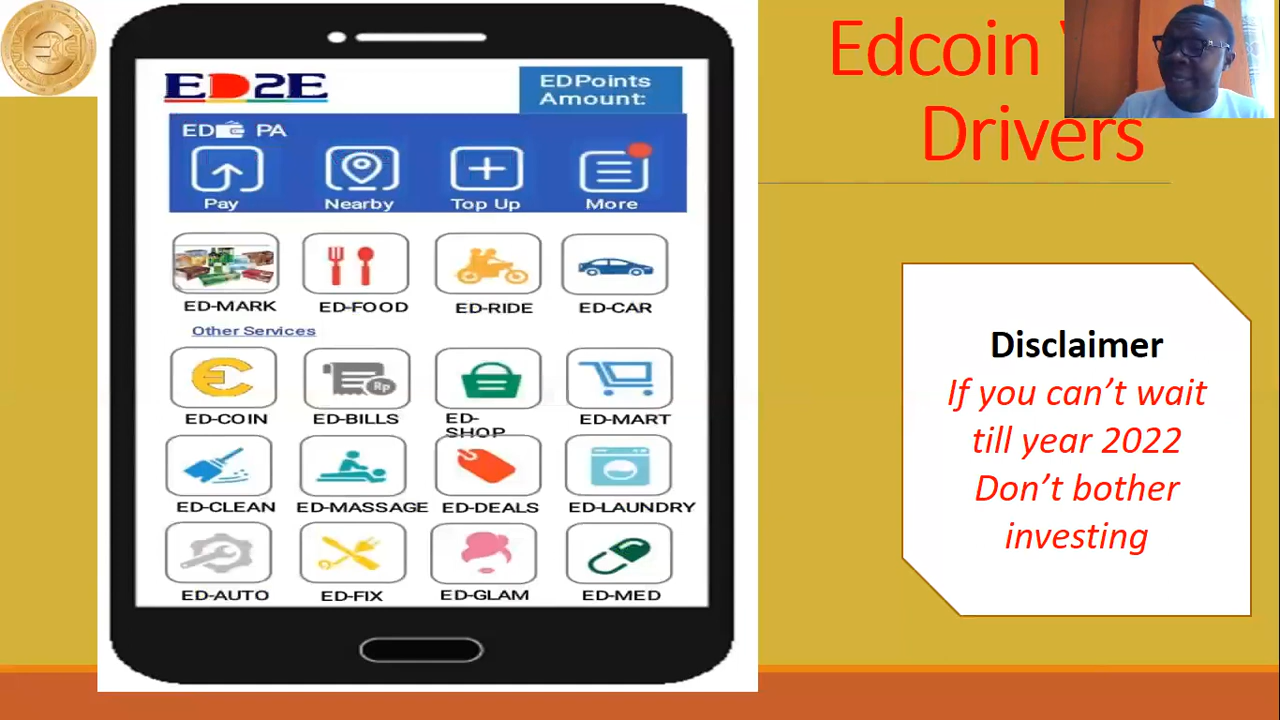 Edcoin
Drivers
ED2E
EDPoints
Amount:
ED PA
Pay
Nearby
Top Up
More
ED-MARK
ED-FOOD
ED-RIDE
ED-CAR
Other Services
Rp
ED-COIN
ED-BILLS
ED-
SHOP
ED-MART
ED-CLEAN
ED-MASSAGE
ED-DEALS
ED-LAUNDRY
ED-AUTO
ED-FIX
ED-GLAM
ED-MED
Disclaimer
If you can’t wait
till year 2022
Don’t bother
investing